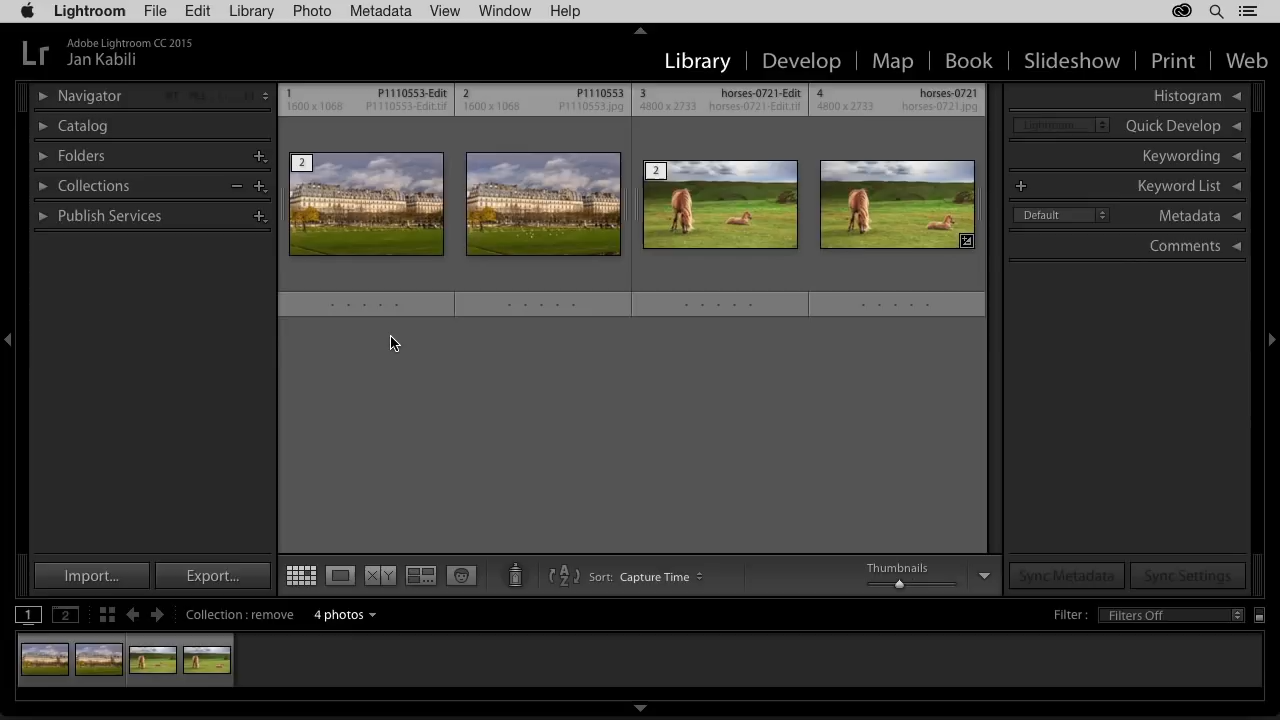 Lightroom File Edit Library Photo Metadata View Window Help
Lr Adobe Lightroom CC 2015
Jan Kabili
Library Develop Map Book Slideshow Print Web
Navigator
Catalog
Folders
Collections
Publish Services
1 P1110553-Edit
1600 x 1068 P1110553-Edit.tif
2 P1110553
1600 x 1068 P1110553.jpg
3 horses-0721-Edit
4800 x 2733 horses-0721-Edit.tif
4 horses-0721
4800 x 2733 horses-0721.jpg
2
2
Histogram
Lightroom... Quick Develop
Keywording
Keyword List
Default Metadata
Comments
Import... Export...
X Y Sort: Capture Time Thumbnails
Sync Metadata Sync Settings
1 2 Collection : remove 4 photos Filter : Filters Off